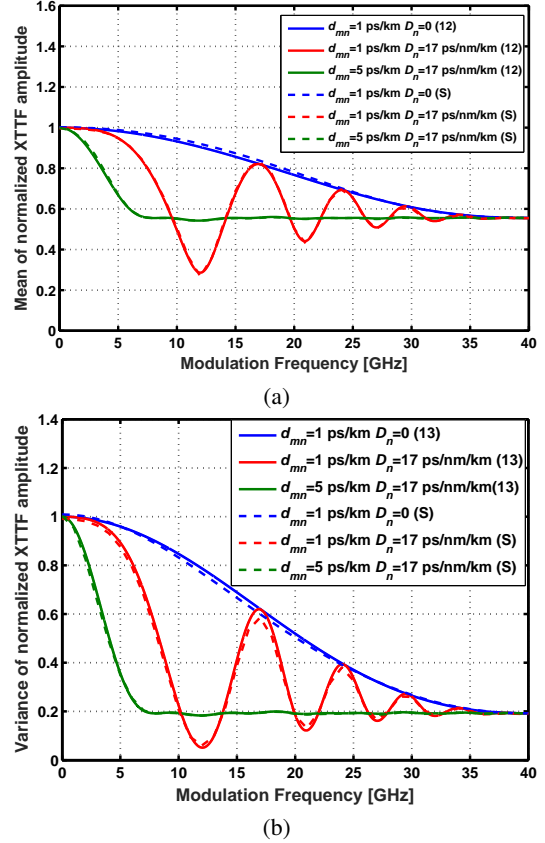 1.6
1.4
1.2
1
0.8
0.6
0.4
0.2
0
Mean of normalized XTTF amplitude
d_mn=1 ps/km D_n=0 (12)
d_mn=1 ps/km D_n=17 ps/nm/km (12)
d_mn=5 ps/km D_n=17 ps/nm/km (12)
d_mn=1 ps/km D_n=0 (S)
d_mn=1 ps/km D_n=17 ps/nm/km (S)
d_mn=5 ps/km D_n=17 ps/nm/km (S)
0 5 10 15 20 25 30 35 40
Modulation Frequency [GHz]
(a)
1.4
1.2
1
0.8
0.6
0.4
0.2
0
Variance of normalized XTTF amplitude
d_mn=1 ps/km D_n=0 (13)
d_mn=1 ps/km D_n=17 ps/nm/km (13)
d_mn=5 ps/km D_n=17 ps/nm/km(13)
d_mn=1 ps/km D_n=0 (S)
d_mn=1 ps/km D_n=17 ps/nm/km (S)
d_mn=5 ps/km D_n=17 ps/nm/km (S)
0 5 10 15 20 25 30 35 40
Modulation Frequency [GHz]
(b)